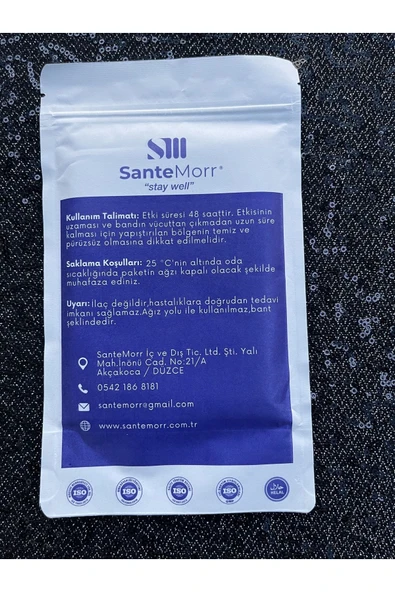 SM
SanteMorr®
"stay well"
Kullanım Talimatı: Etki süresi 48 saattir. Etkisinin
uzaması ve bandın vücuttan çıkmadan uzun süre
kalması için yapıştırılan bölgenin temiz ve
pürüzsüz olmasına dikkat edilmelidir.
Saklama Koşulları: 25 °C'nin altında oda
sıcaklığında paketin ağzı kapalı olacak şekilde
muhafaza ediniz.
Uyarı: İlaç değildir,hastalıklara doğrudan tedavi
imkanı sağlamaz.Ağız yolu ile kullanılmaz,bant
şeklindedir.
SanteMorr İç ve Dış Tic. Ltd. Şti. Yalı
Mah.İnönü Cad. No:21/A
Akçakoca / DÜZCE
0542 186 8181
santemorr@gmail.com
www.santemorr.com.tr
ISO ISO ISO ISO HELAL